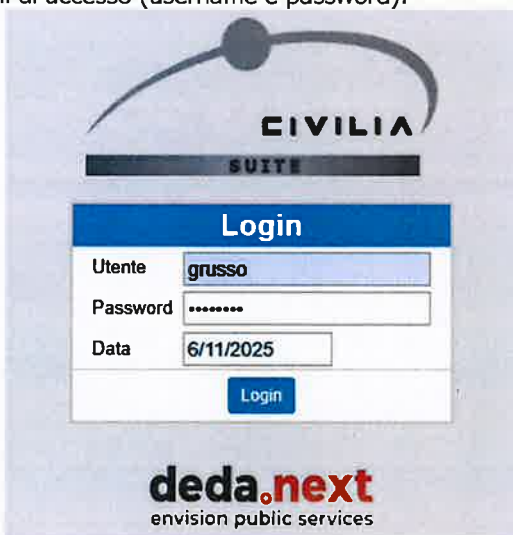 di accesso (username e password).
CIVILIA
SUITE
Login
Utente grusso
Password ••••••••
Data 6/11/2025
Login
deda.next
envision public services